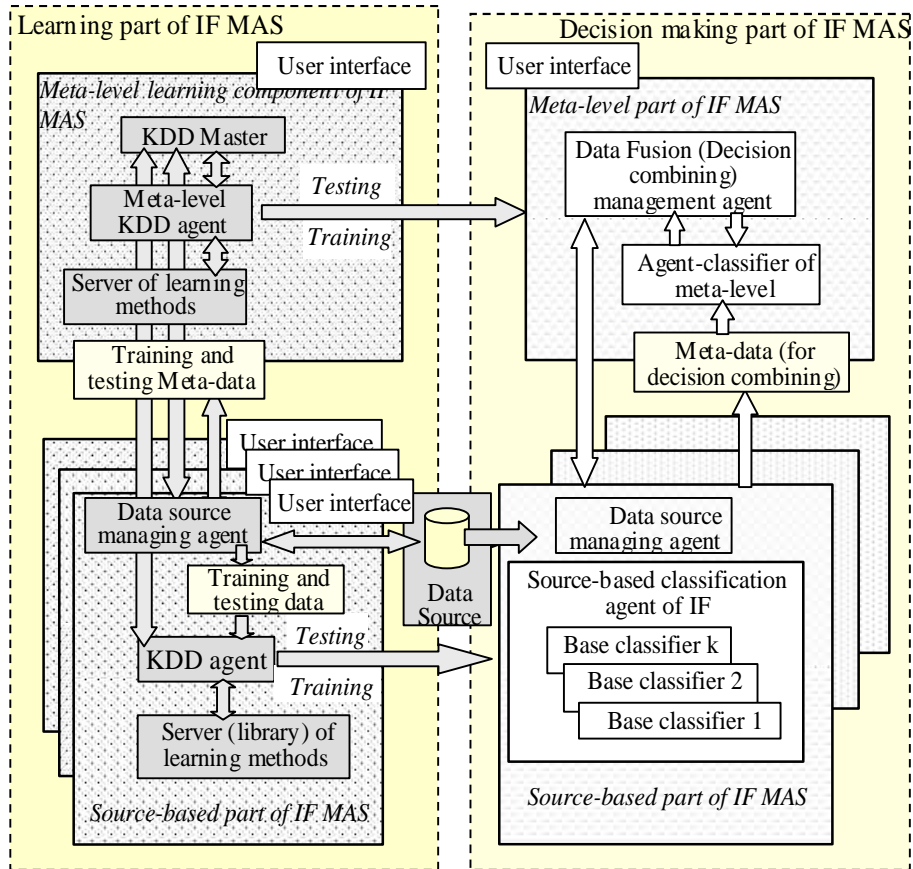 Learning part of IF MAS
User interface
Meta-level learning component of IF
MAS
KDD Master
Meta-level
KDD agent
Server of learning
methods
Training and
testing Meta-data
Testing
Training
User interface
User interface
User interface
Data source
managing agent
Training and
testing data
KDD agent
Testing
Training
Server (library) of
learning methods
Source-based part of IF MAS
Data
Source
Decision making part of IF MAS
User interface
Meta-level part of IF MAS
Data Fusion (Decision
combining)
management agent
Agent-classifier of
meta-level
Meta-data (for
decision combining)
Data source
managing agent
Source-based classification
agent of IF
Base classifier k
Base classifier 2
Base classifier 1
Source-based part of IF MAS